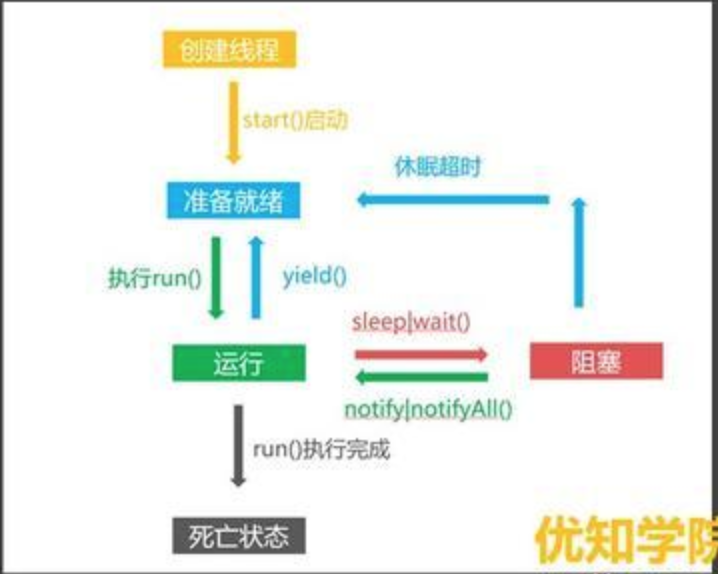 创建线程
start()启动
休眠超时
准备就绪
执行run()
yield()
sleep|wait()
运行
阻塞
notify|notifyAll()
run()执行完成
死亡状态
优知学院